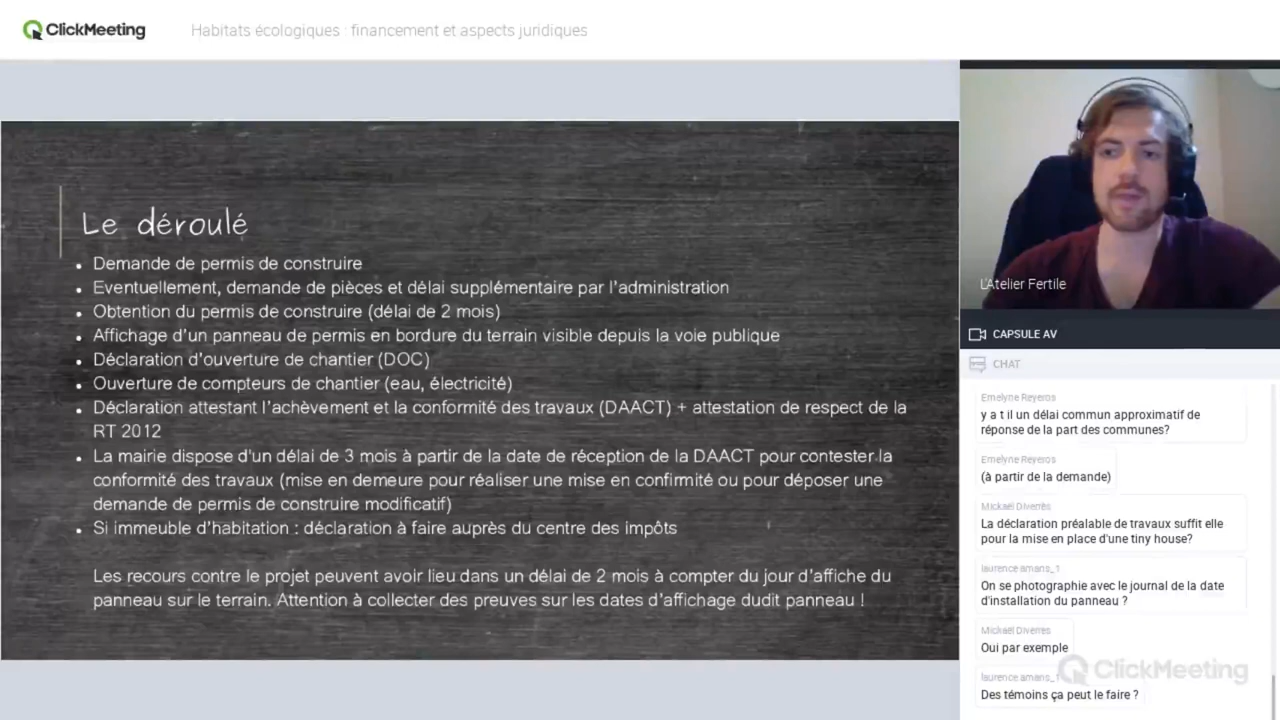 ClickMeeting
Habitats écologiques : financement et aspects juridiques
Le déroulé
• Demande de permis de construire
• Eventuellement, demande de pièces et délai supplémentaire par l'administration
• Obtention du permis de construire (délai de 2 mois)
• Affichage d'un panneau de permis en bordure du terrain visible depuis la voie publique
• Déclaration d'ouverture de chantier (DOC)
• Ouverture de compteurs de chantier (eau, électricité)
• Déclaration attestant l'achèvement et la conformité des travaux (DAACT) + attestation de respect de la
RT 2012
• La mairie dispose d'un délai de 3 mois à partir de la date de réception de la DAACT pour contester la
conformité des travaux (mise en demeure pour réaliser une mise en confirmité ou pour déposer une
demande de permis de construire modificatif)
• Si immeuble d'habitation : déclaration à faire auprès du centre des impôts
Les recours contre le projet peuvent avoir lieu dans un délai de 2 mois à compter du jour d'affiche du
panneau sur le terrain. Attention à collecter des preuves sur les dates d'affichage dudit panneau !
L'Atelier Fertile
CAPSULE AV
CHAT
Emelyne Reyeros
y a t il un délai commun approximatif de
réponse de la part des communes?
Emelyne Reyeros
(à partir de la demande)
Mickaël Diverrès
La déclaration préalable de travaux suffit elle
pour la mise en place d'une tiny house?
laurence amans_1
On se photographie avec le journal de la date
d'installation du panneau ?
Mickaël Diverres
Oui par exemple
laurence amans_1
Des témoins ça peut le faire ?
ClickMeeting